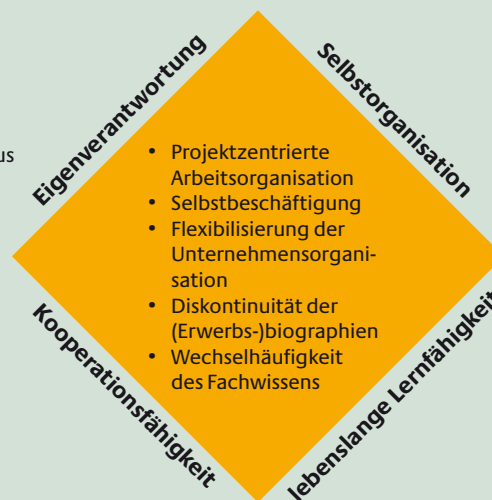 us
Eigenverantwortung
Selbstorganisation
• Projektzentrierte
Arbeitsorganisation
• Selbstbeschäftigung
• Flexibilisierung der
Unternehmensorgani-
sation
• Diskontinuität der
(Erwerbs-)biographien
• Wechselhäufigkeit
des Fachwissens
Kooperationsfähigkeit
lebenslange Lernfähigkeit